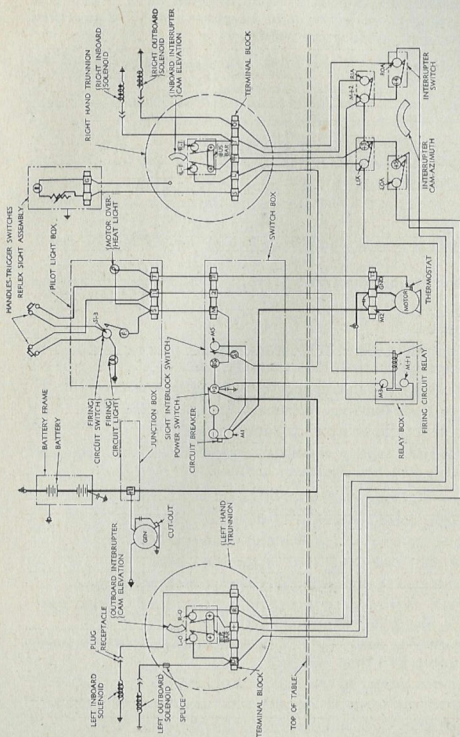 RIGHT HAND TRUNNION
RIGHT INBOARD
SOLENOID
RIGHT OUTBOARD
SOLENOID
INBOARD INTERRUPTER
CAM ELEVATION
TERMINAL BLOCK
HANDLES-TRIGGER SWITCHES
REFLEX SIGHT ASSEMBLY
PILOT LIGHT BOX
MOTOR OVER-
HEAT LIGHT
SWITCH BOX
BATTERY FRAME
BATTERY
FIRING
CIRCUIT SWITCH
FIRING
CIRCUIT LIGHT
JUNCTION BOX
SIGHT INTERLOCK SWITCH
POWER SWITCH
CIRCUIT BREAKER
M5
M1
GEN
CUT-OUT
OUTBOARD INTERRUPTER
CAM ELEVATION
PLUG
RECEPTACLE
LEFT INBOARD
SOLENOID
LEFT OUTBOARD
SOLENOID
SPLICE
L-O
R-O
LEFT HAND
TRUNNION
TERMINAL BLOCK
TOP OF TABLE
RELAY BOX
FIRING CIRCUIT RELAY
MOTOR
THERMOSTAT
INTERRUPTER
SWITCH
INTERRUPTER
CAM-AZIMUTH